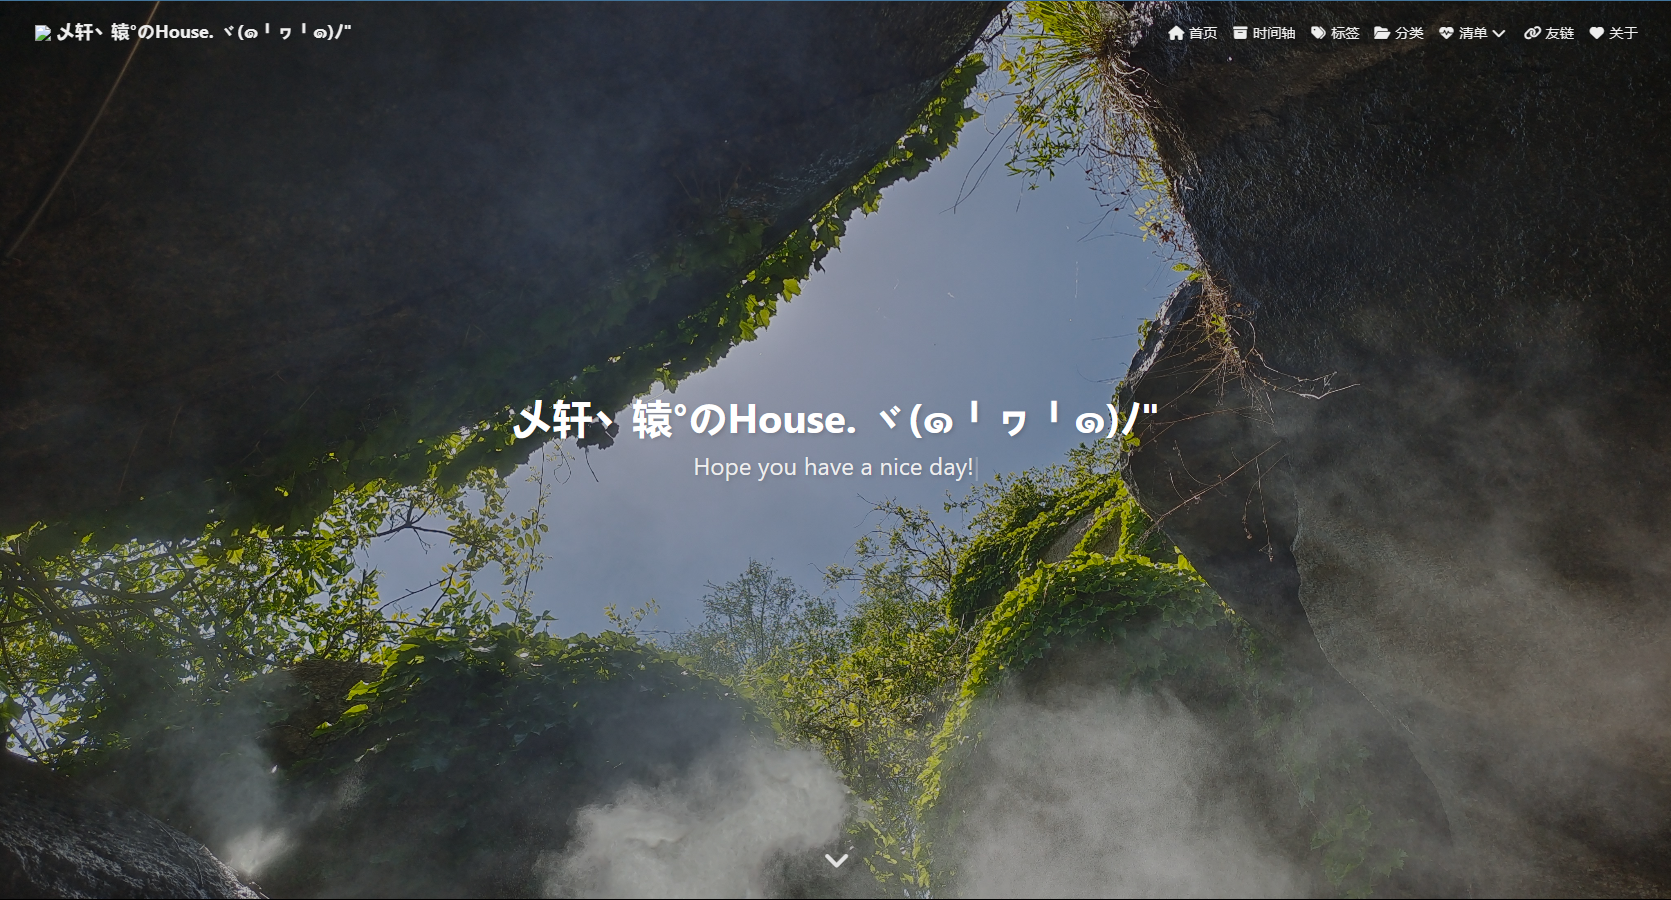 乄轩丶辕°のHouse. ヾ(๑╹ヮ╹๑)ﾉ"
首页 时间轴 标签 分类 清单 友链 关于
乄轩丶辕°のHouse. ヾ(๑╹ヮ╹๑)ﾉ"
Hope you have a nice day!|